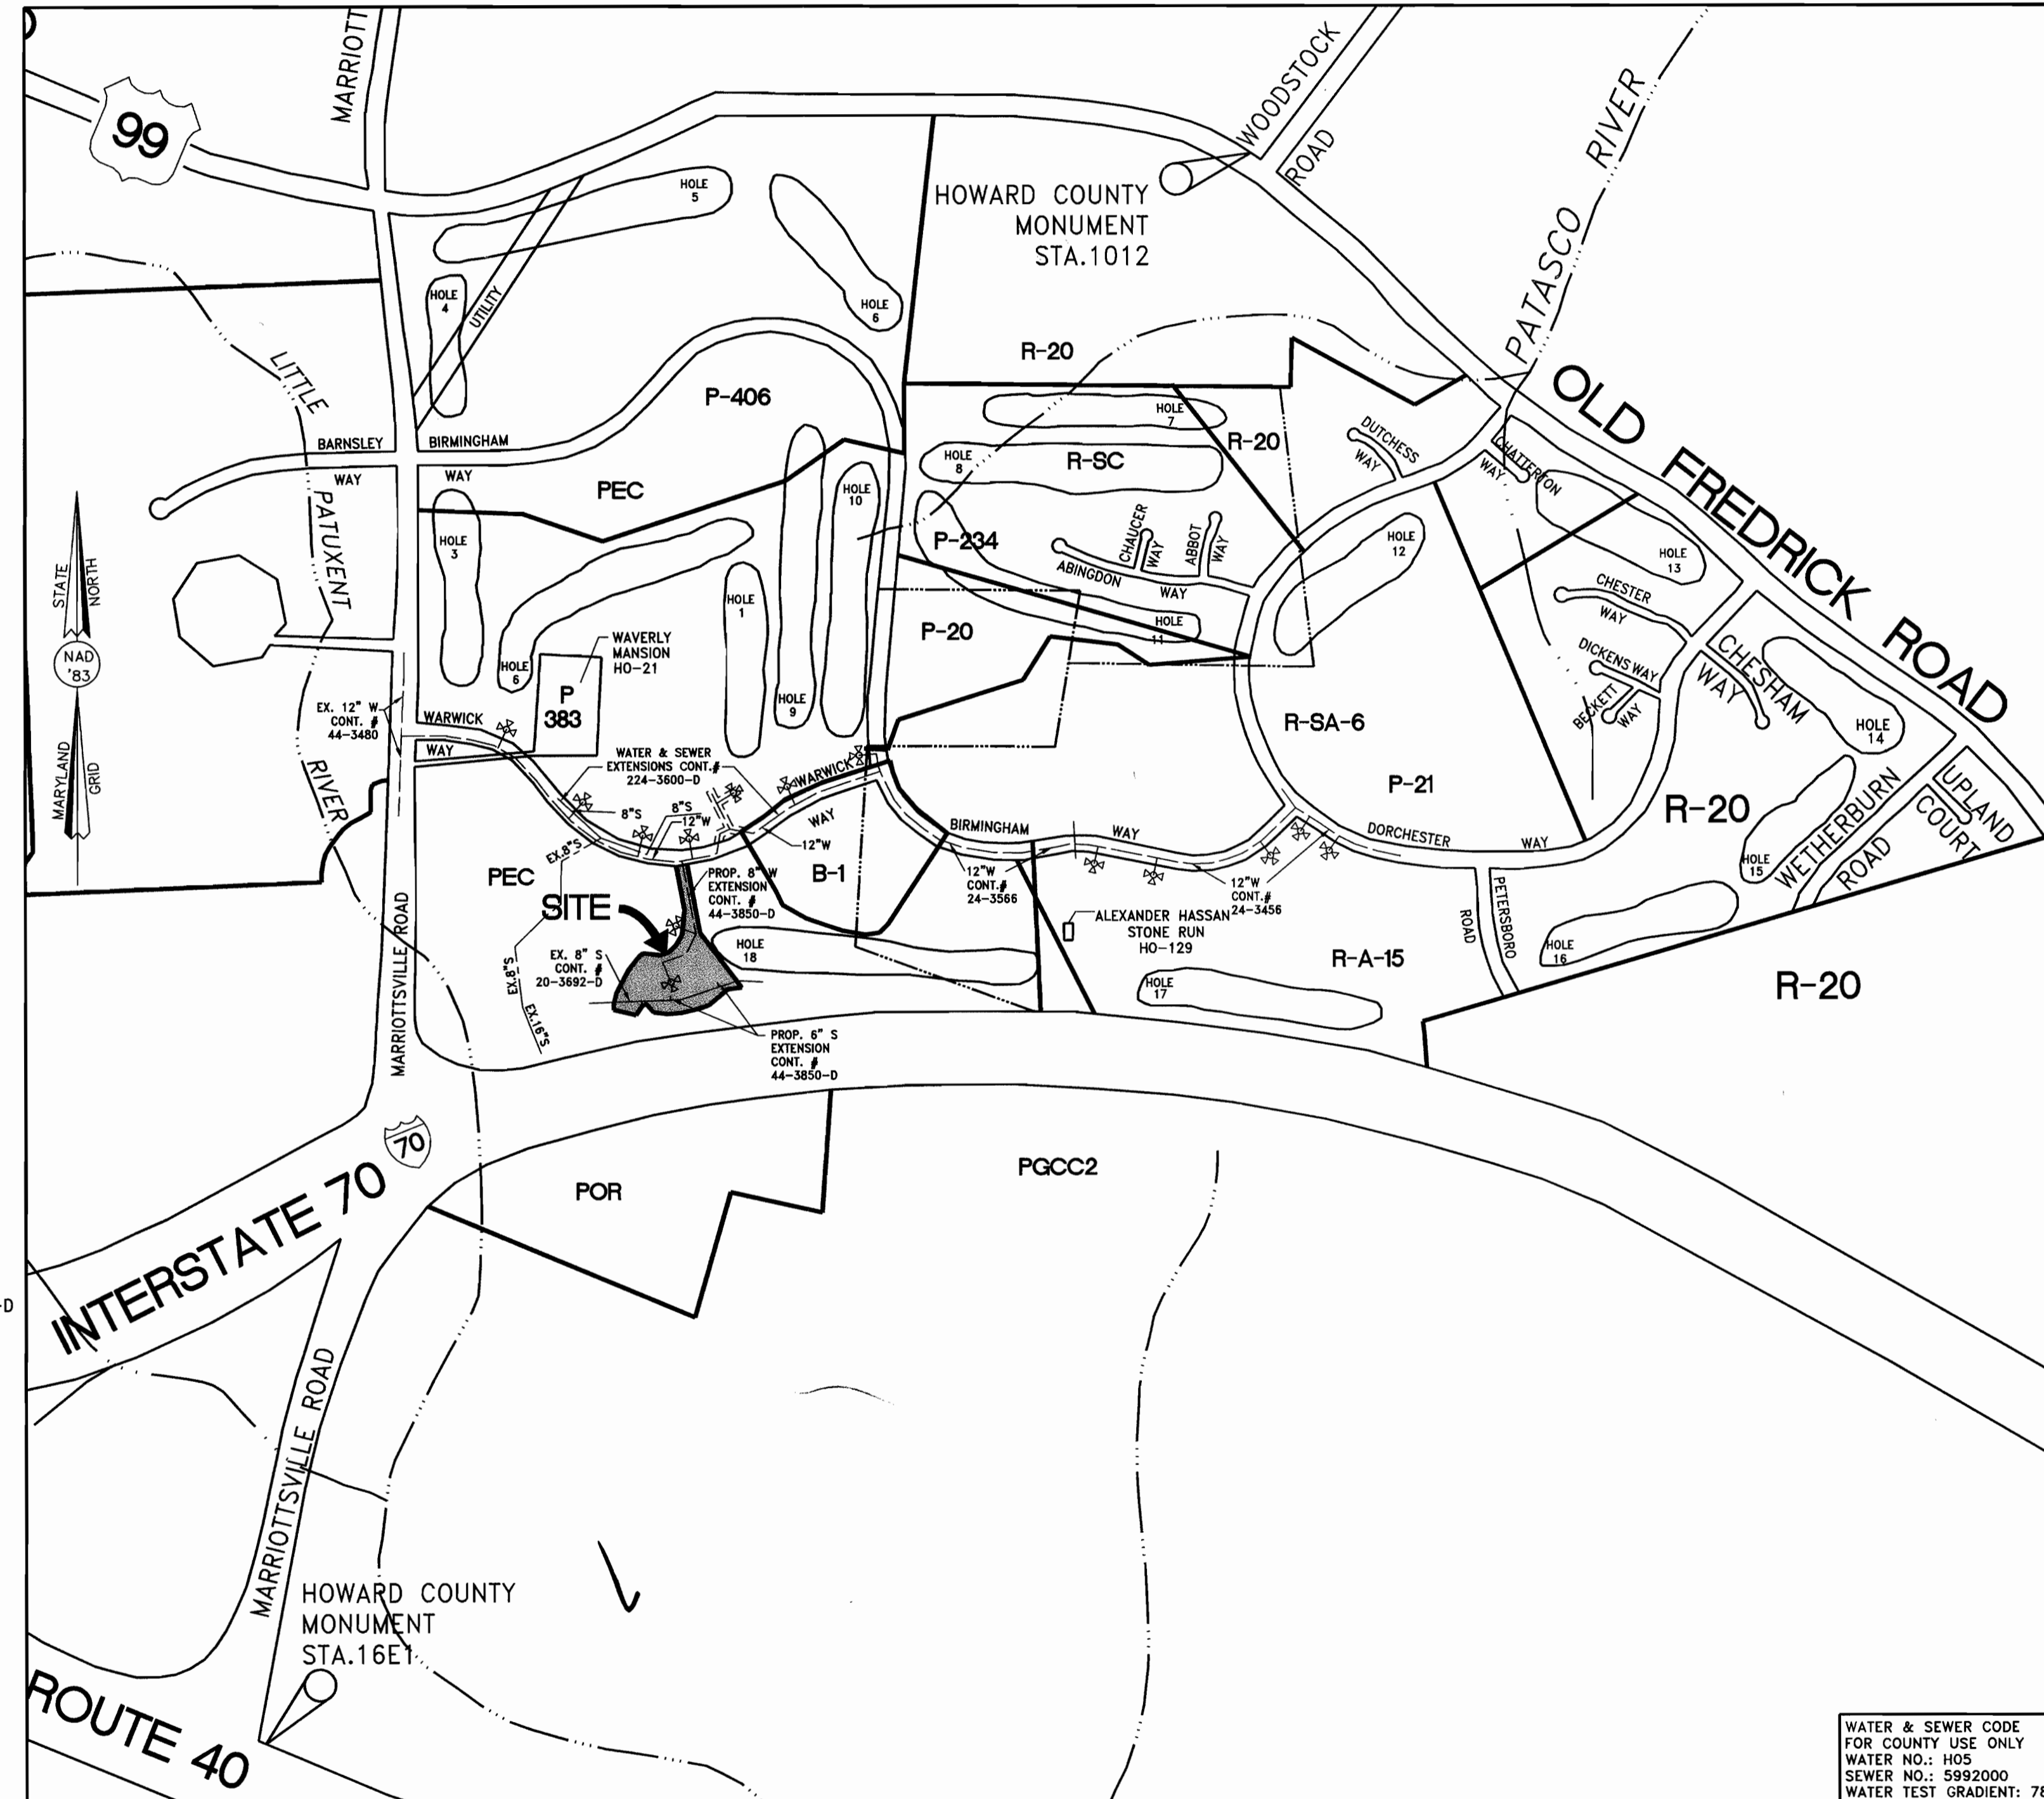 MARRIOTT
99
WOODSTOCK
ROAD
PATASCO RIVER
HOLE
5
HOWARD COUNTY
MONUMENT
STA.1012
HOLE
4
UTILITY
HOLE
6
LITTLE
PATUXENT
RIVER
R-20
P-406
OLD FREDRICK ROAD
HOLE
7
R-20
DUTCHESS
WAY
CHATTERTON
WAY
BARNSLEY
WAY
BIRMINGHAM
WAY
HOLE
8
R-SC
PEC
HOLE
10
HOLE
3
P-234
CHAUCER
WAY
ABBOT
WAY
HOLE
12
HOLE
13
STATE
NORTH
NAD
'83
MARYLAND
GRID
ABINGDON
WAY
HOLE
1
CHESTER
WAY
HOLE
11
P-20
WAVERLY
MANSION
HO-21
HOLE
6
P
383
DICKENS WAY
BECKETT
WAY
CHESHAM
WAY
HOLE
9
EX. 12" W
CONT. #
44-3480
WARWICK
WAY
R-SA-6
HOLE
14
WATER & SEWER
EXTENSIONS CONT.#
224-3600-D
WARWICK
WAY
P-21
8"S
8"S
12"W
12"W
EX.8"S
BIRMINGHAM
WAY
DORCHESTER
WAY
R-20
WETHERBURN
ROAD
UPLAND
COURT
HOLE
15
PEC
PROP. 8" W
EXTENSION
CONT. #
44-3850-D
B-1
12"W
CONT.#
24-3566
12"W
CONT.#
24-3456
PETERSBORO
ROAD
SITE
ALEXANDER HASSAN
STONE RUN
HO-129
HOLE
18
HOLE
16
EX. 8" S
CONT. #
20-3692-D
R-A-15
EX.8"S
EX.16"S
HOLE
17
R-20
MARRIOTTSVILLE ROAD
PROP. 6" S
EXTENSION
CONT. #
44-3850-D
70
INTERSTATE 70
POR
PGCC2
-D
MARRIOTTSVILLE ROAD
HOWARD COUNTY
MONUMENT
STA.16E1
ROUTE 40
WATER & SEWER CODE
FOR COUNTY USE ONLY
WATER NO.: H05
SEWER NO.: 5992000
WATER TEST GRADIENT: 78